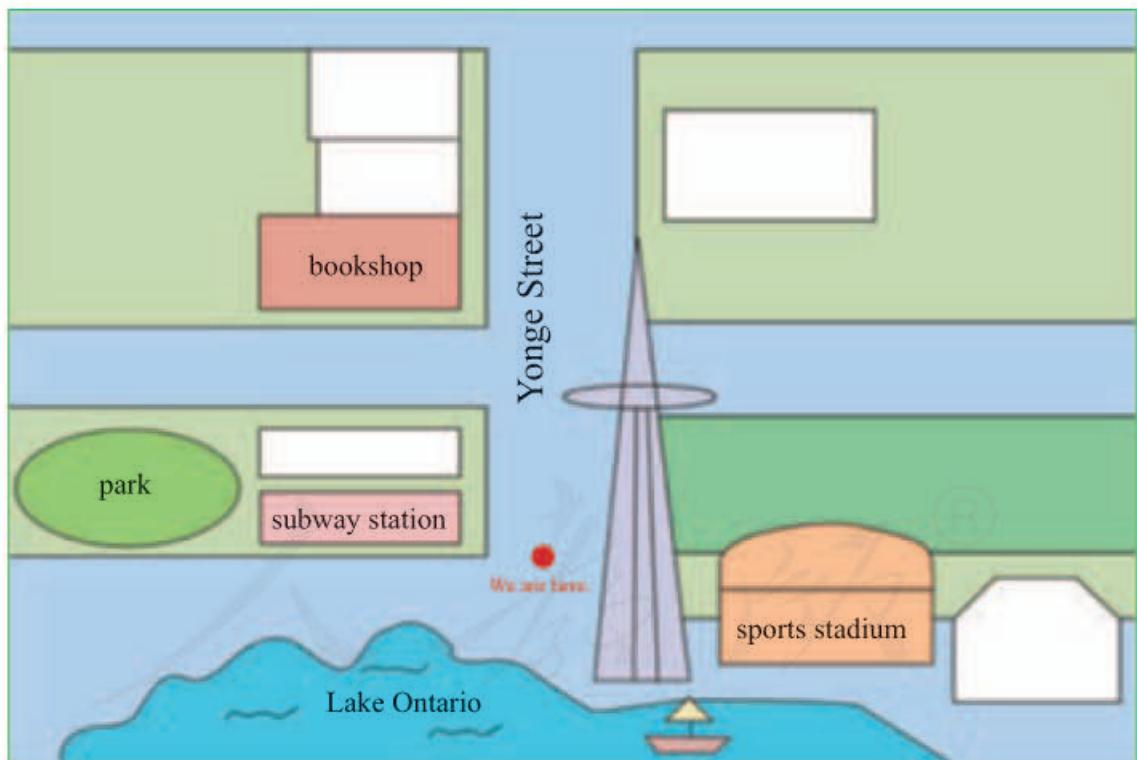 bookshop
Yonge Street
park
subway station
We are here.
sports stadium
Lake Ontario
®